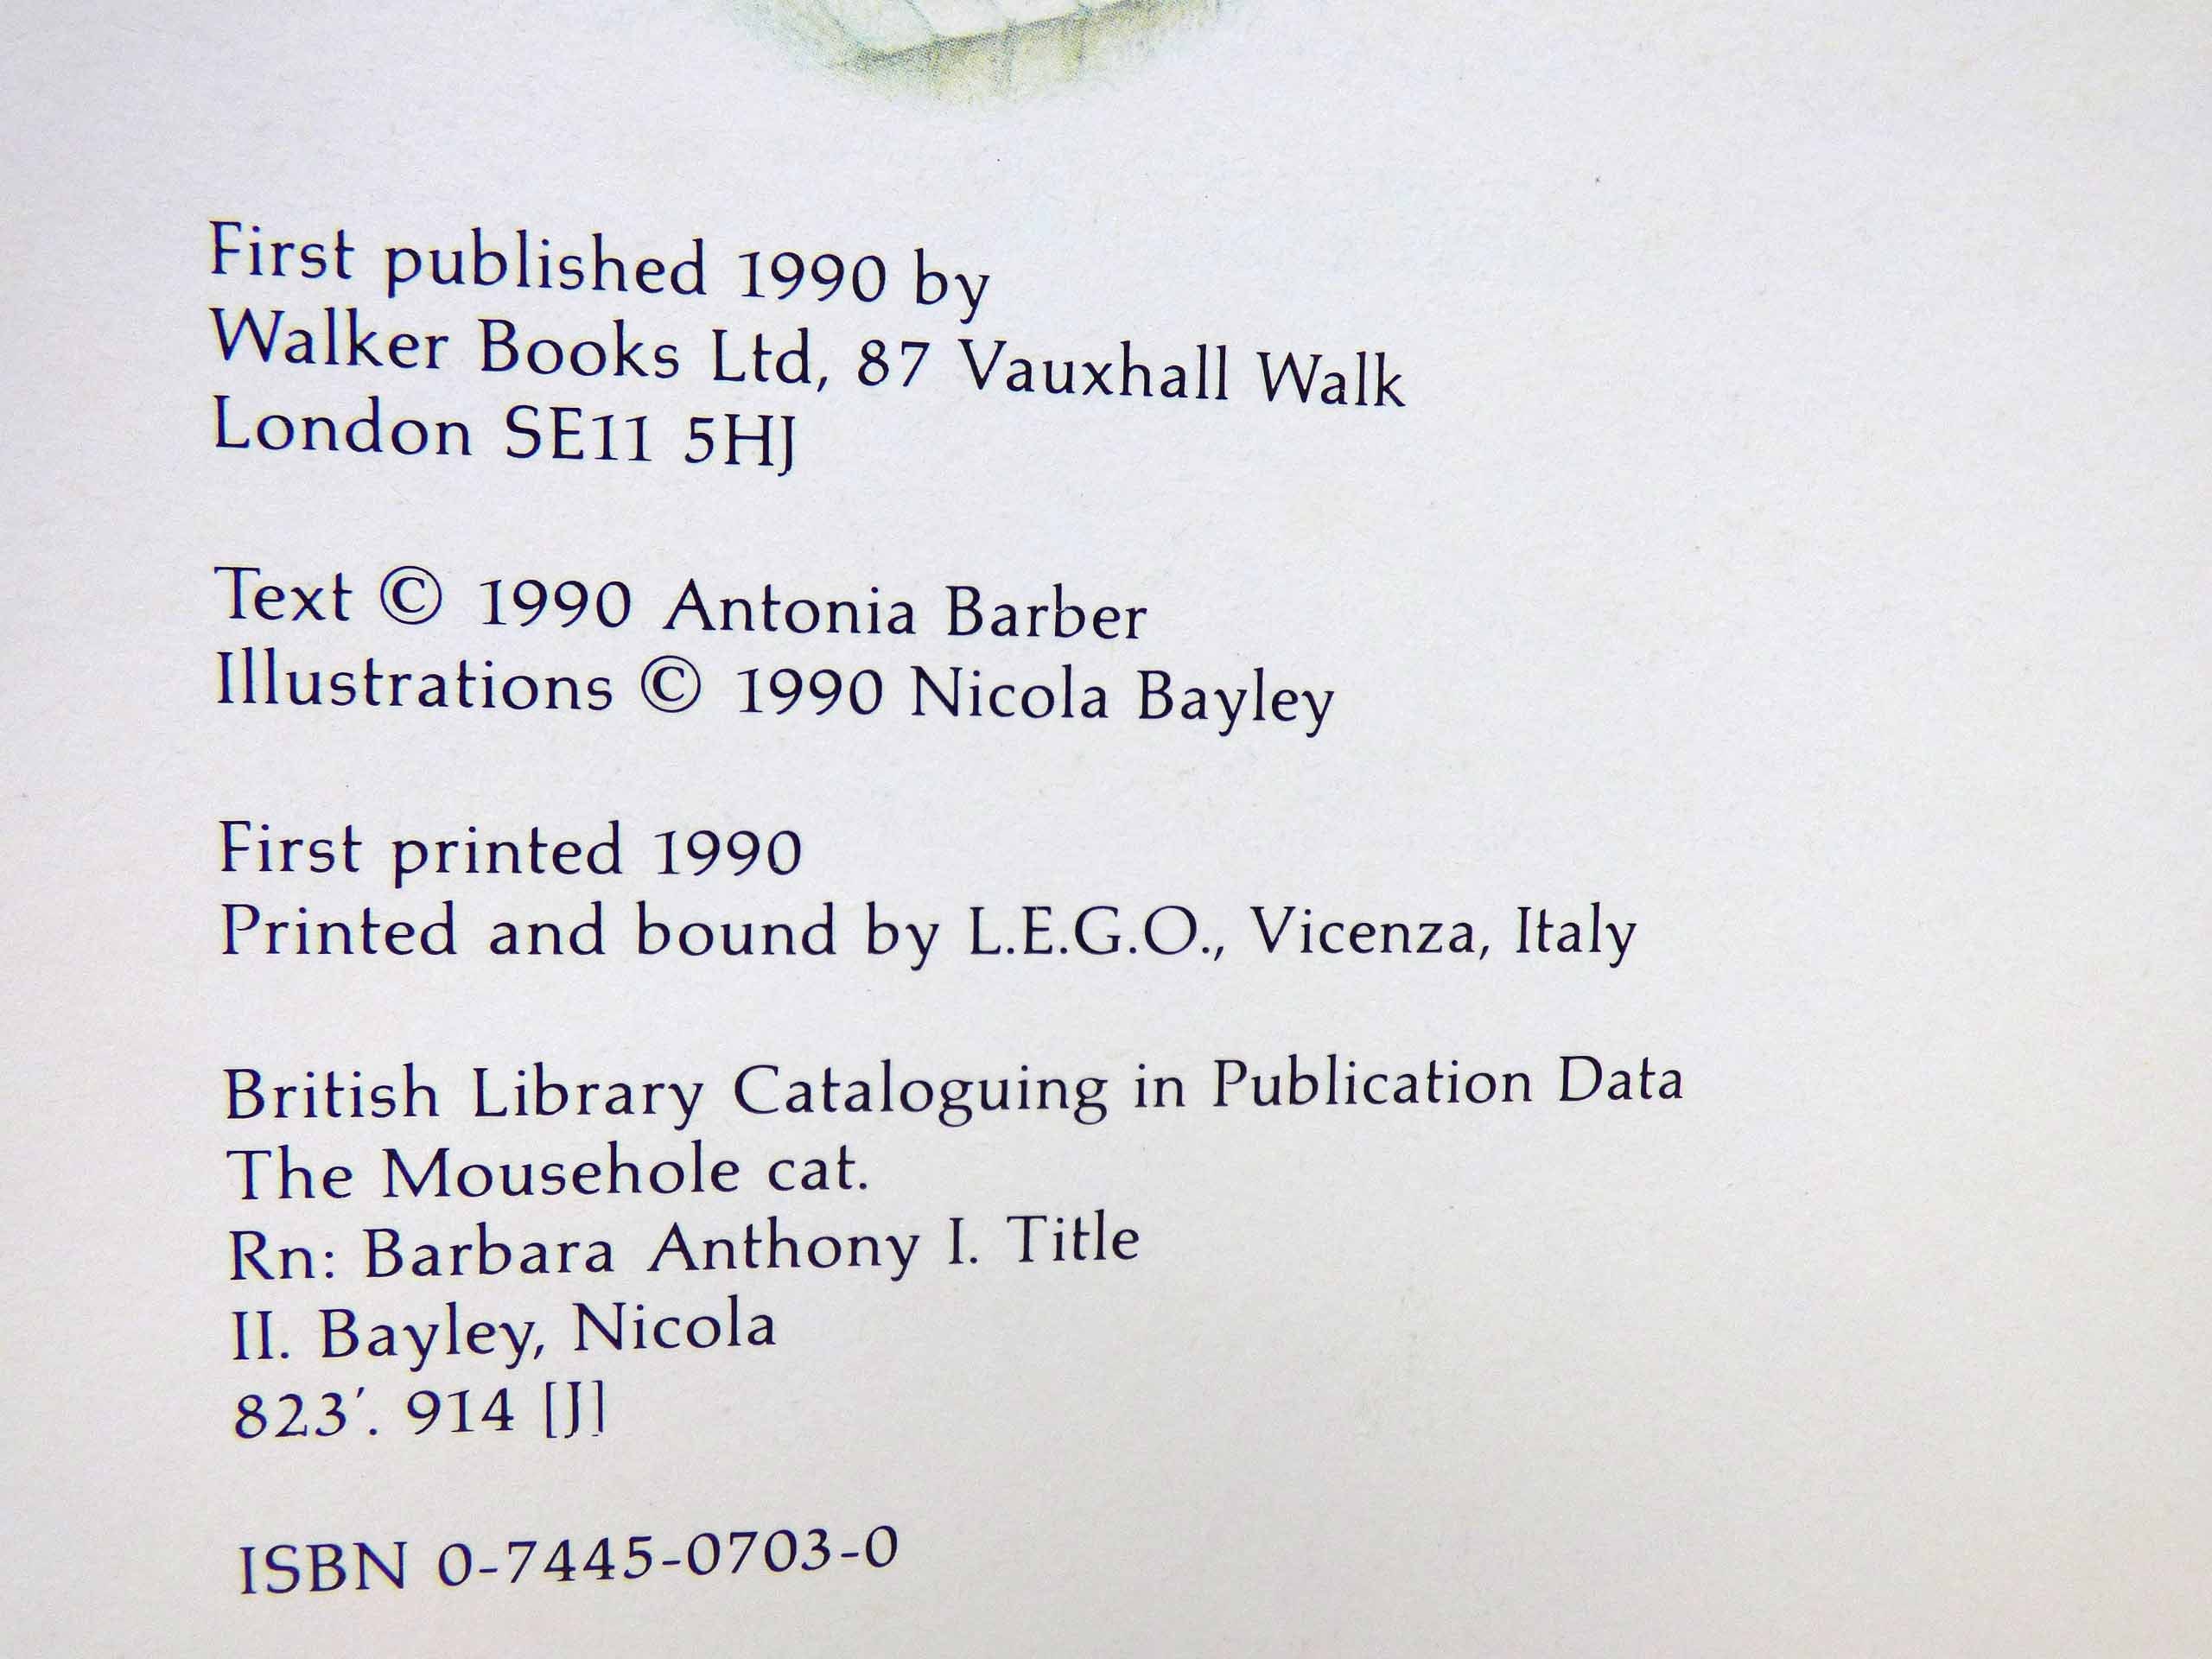 First published 1990 by
Walker Books Ltd, 87 Vauxhall Walk
London SE11 5HJ
Text © 1990 Antonia Barber
Illustrations © 1990 Nicola Bayley
First printed 1990
Printed and bound by L.E.G.O., Vicenza, Italy
British Library Cataloguing in Publication Data
The Mousehole cat.
Rn: Barbara Anthony I. Title
II. Bayley, Nicola
823′. 914 [J]
ISBN 0-7445-0703-0